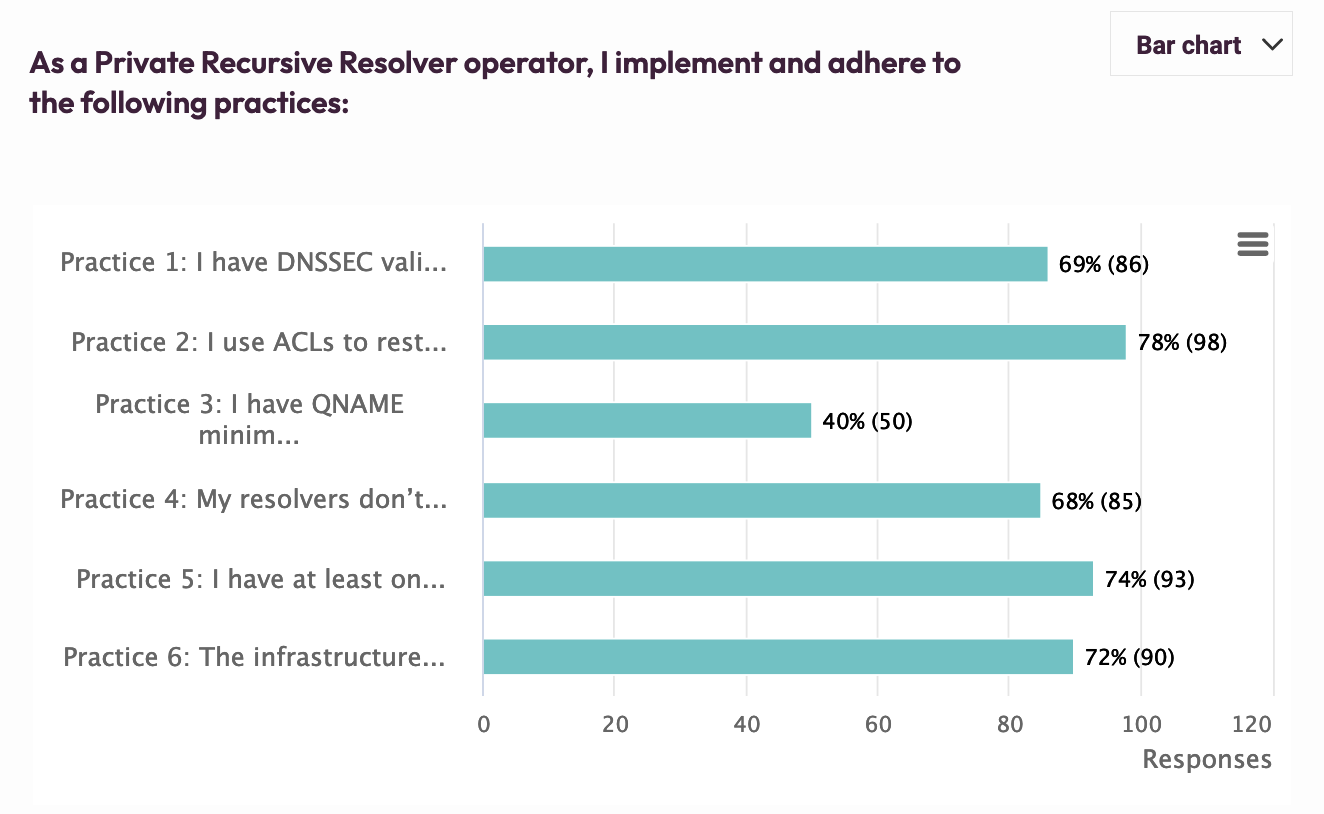 Bar chart
As a Private Recursive Resolver operator, I implement and adhere to
the following practices:
Practice 1: I have DNSSEC vali...
69% (86)
Practice 2: I use ACLs to rest...
78% (98)
Practice 3: I have QNAME
minim...
40% (50)
Practice 4: My resolvers don’t...
68% (85)
Practice 5: I have at least on...
74% (93)
Practice 6: The infrastructure...
72% (90)
0 20 40 60 80 100 120
Responses